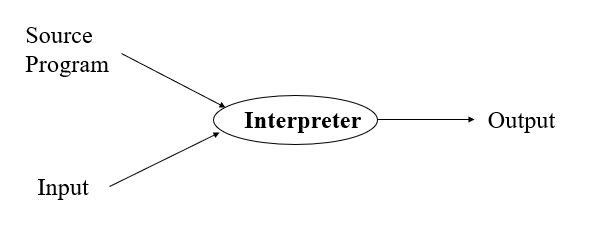 Source
Program
Interpreter
Output
Input